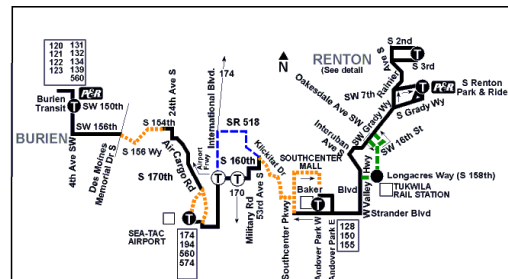 120 131
121 132
122 134
123 139
560
P&R
Burien
Transit
SW 150th
SW 156th
BURIEN
4th Ave SW
Des Moines
Memorial Dr S
S 156 Wy
S 154th
24th Ave S
Air Cargo Rd
S 170th
Airport
Pwy
International Blvd.
174
SR 518
S 160th
170
Military Rd
53rd Ave S
Klickitat Dr
SEA-TAC
AIRPORT
174
194
560
574
N
RENTON
(See detail)
S 2nd
S 3rd
Ave S
Rainier
SW 7th
Oakesdale Ave SW
SW Grady Wy
S Grady Wy
P&R
S Renton
Park & Ride
Interurban
Ave S
SW 16th St
SOUTHCENTER
MALL
Baker
Blvd
W Valley Hwy
Longacres Way (S 158th)
TUKWILA
RAIL STATION
Strander Blvd
Southcenter Pkwy
Andover Park W
Andover Park E
128
150
155
T
T
T
T
T
T
T